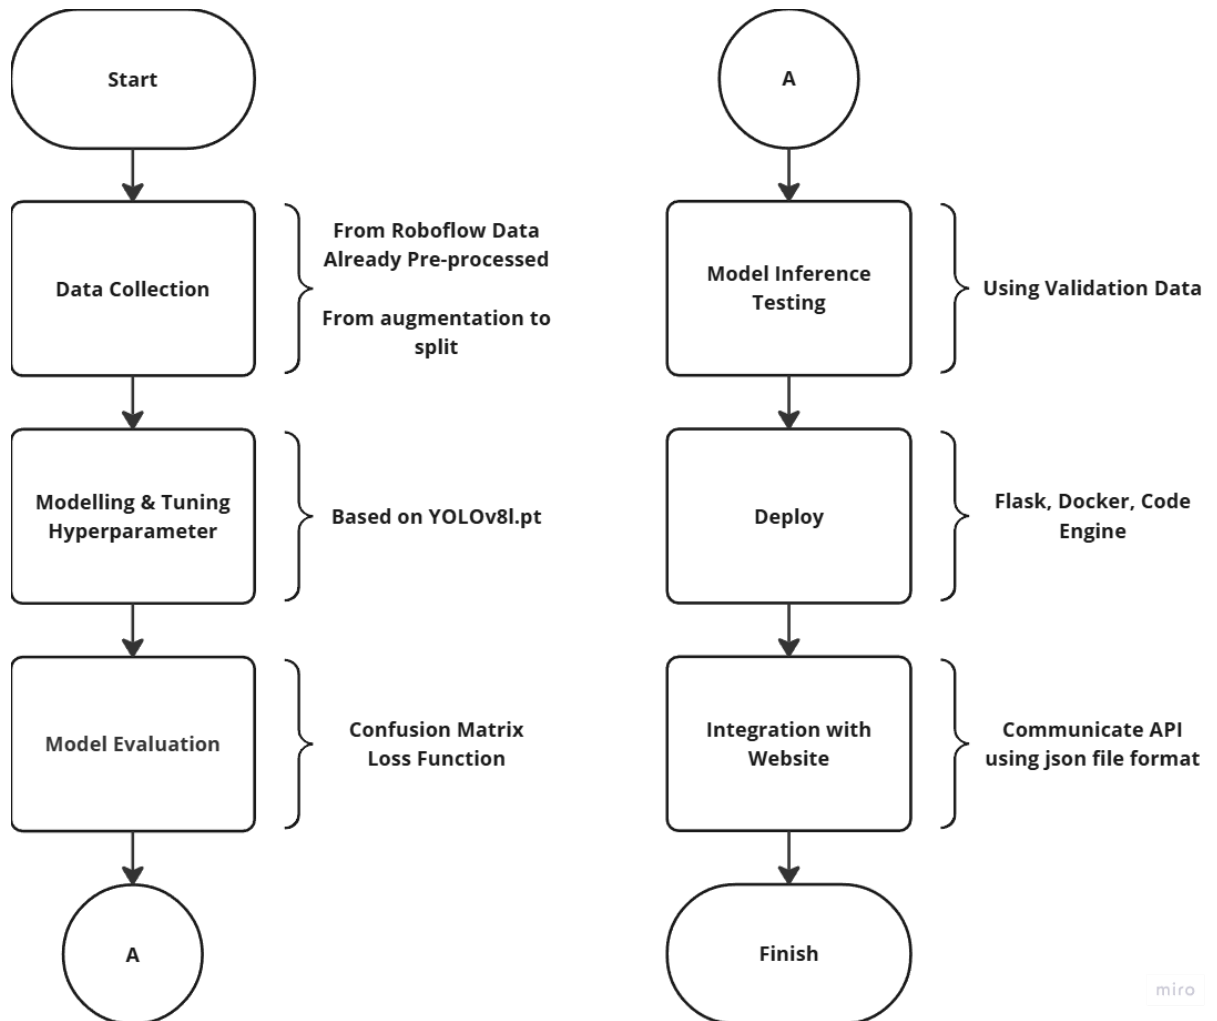 Start
Data Collection
From Roboflow Data
Already Pre-processed
From augmentation to
split
Modelling & Tuning
Hyperparameter
Based on YOLOv8l.pt
Model Evaluation
Confusion Matrix
Loss Function
A
A
Model Inference
Testing
Using Validation Data
Deploy
Flask, Docker, Code
Engine
Integration with
Website
Communicate API
using json file format
Finish
miro